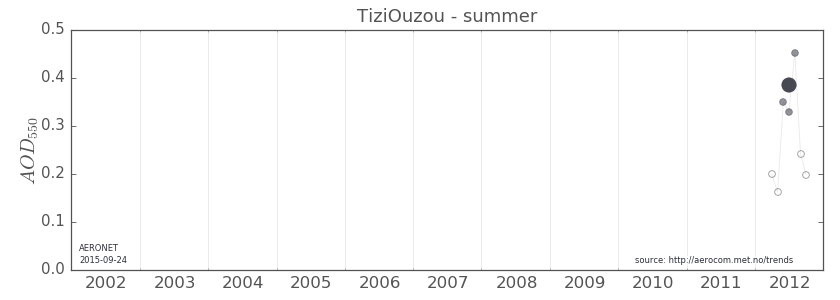 TiziOuzou - summer
0.5
0.4
0.3
0.2
0.1
0.0
AOD550
AERONET
2015-09-24
source: http://aerocom.met.no/trends
2002 2003 2004 2005 2006 2007 2008 2009 2010 2011 2012